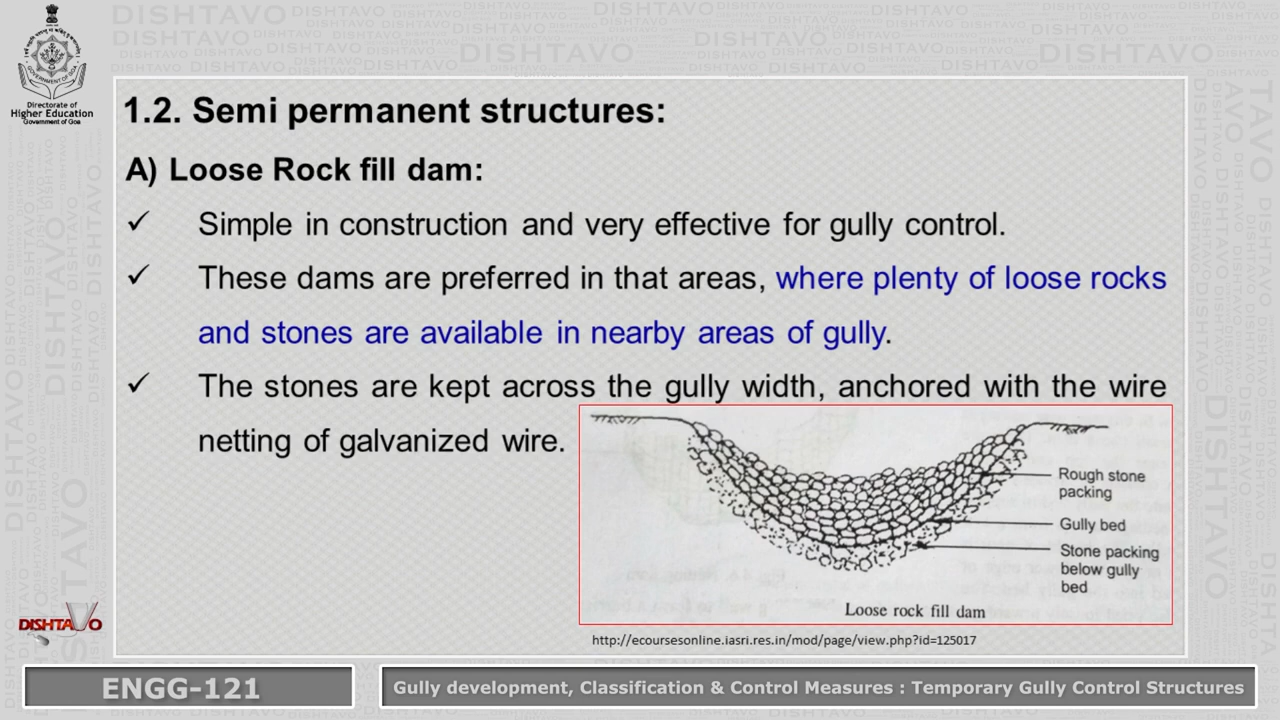 DISHTAVO
Directorate of
Higher Education
Government of Goa
1.2. Semi permanent structures:
A) Loose Rock fill dam:
✓ Simple in construction and very effective for gully control.
✓ These dams are preferred in that areas, where plenty of loose rocks
and stones are available in nearby areas of gully.
✓ The stones are kept across the gully width, anchored with the wire
netting of galvanized wire.
Rough stone
packing
Gully bed
Stone packing
below gully
bed
Loose rock fill dam
http://ecoursesonline.iasri.res.in/mod/page/view.php?id=125017
DISHTAVO
ENGG-121
Gully development, Classification & Control Measures : Temporary Gully Control Structures